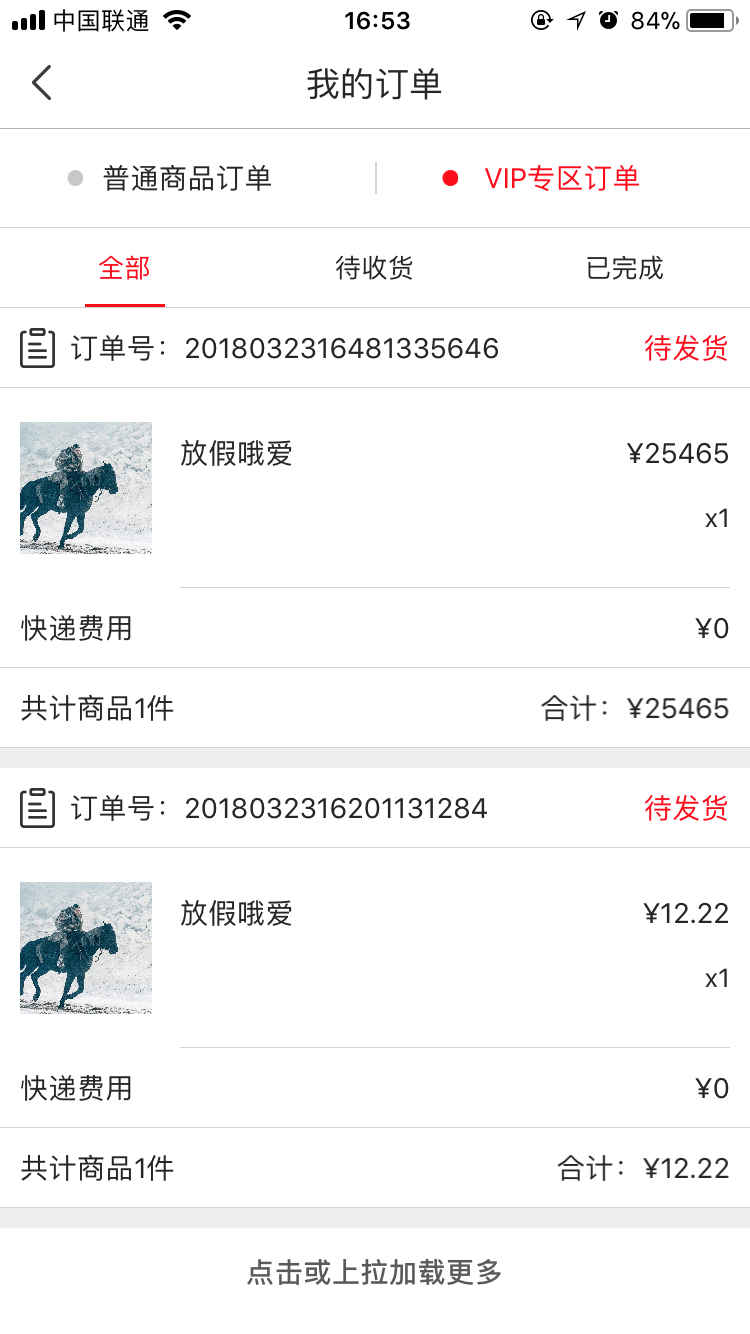 中国联通 16:53 84%
我的订单
普通商品订单 VIP专区订单
全部 待收货 已完成
订单号: 2018032316481335646 待发货
放假哦爱 ¥25465
x1
快递费用 ¥0
共计商品1件 合计: ¥25465
订单号: 2018032316201131284 待发货
放假哦爱 ¥12.22
x1
快递费用 ¥0
共计商品1件 合计: ¥12.22
点击或上拉加载更多